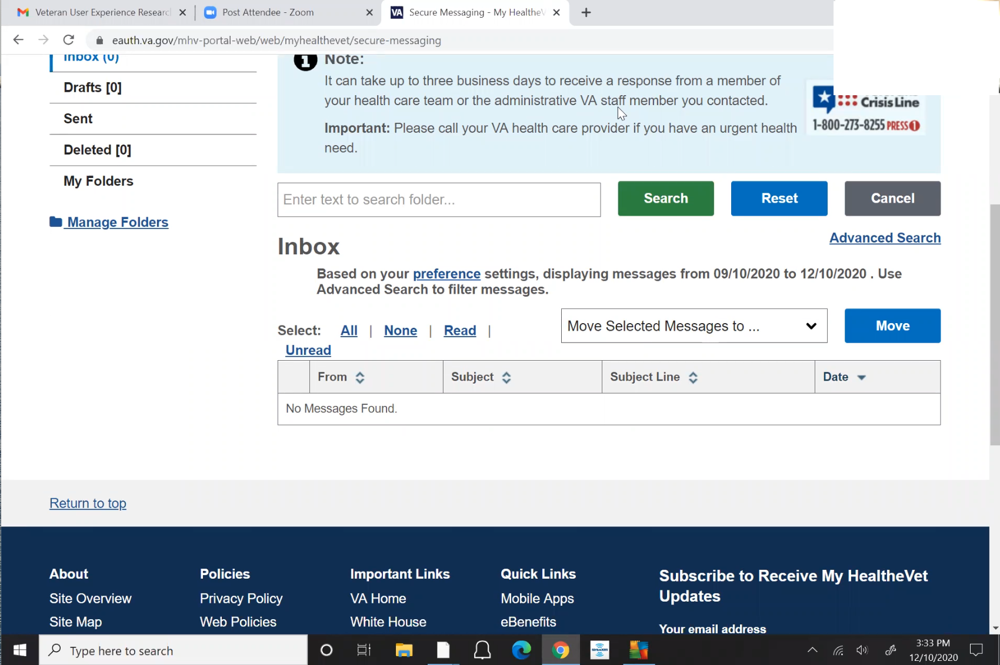 Veteran User Experience Research
Post Attendee - Zoom
VA Secure Messaging - My HealtheV
eauth.va.gov/mhv-portal-web/web/myhealthevet/secure-messaging
Inbox (0)
Drafts [0]
Sent
Deleted [0]
My Folders
Manage Folders
Note:
It can take up to three business days to receive a response from a member of
your health care team or the administrative VA staff member you contacted.
Important: Please call your VA health care provider if you have an urgent health
need.
Crisis Line
1-800-273-8255 PRESS 1
Enter text to search folder...
Search
Reset
Cancel
Advanced Search
Inbox
Based on your preference settings, displaying messages from 09/10/2020 to 12/10/2020 . Use
Advanced Search to filter messages.
Select: All | None | Read |
Unread
Move Selected Messages to ...
Move
From Subject Subject Line Date
No Messages Found.
Return to top
About
Site Overview
Site Map
Policies
Privacy Policy
Web Policies
Important Links
VA Home
White House
Quick Links
Mobile Apps
eBenefits
Subscribe to Receive My HealtheVet
Updates
Your email address
Type here to search
3:33 PM
12/10/2020